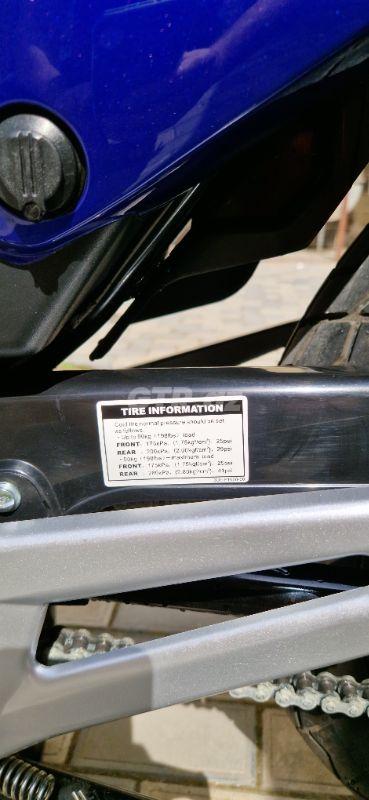 TIRE INFORMATION
Cold tire normal pressure should be set
as follows.
- Up to 90kg (198lbs) load
FRONT. 175kPa, (1.75kgf/cm²), 25psi
REAR . 200kPa, (2.00kgf/cm²), 29psi
- 90kg (198lbs)~maximum load
FRONT. 175kPa, (1.75kgf/cm²), 25psi
REAR . 280kPa, (2.80kgf/cm²), 41psi